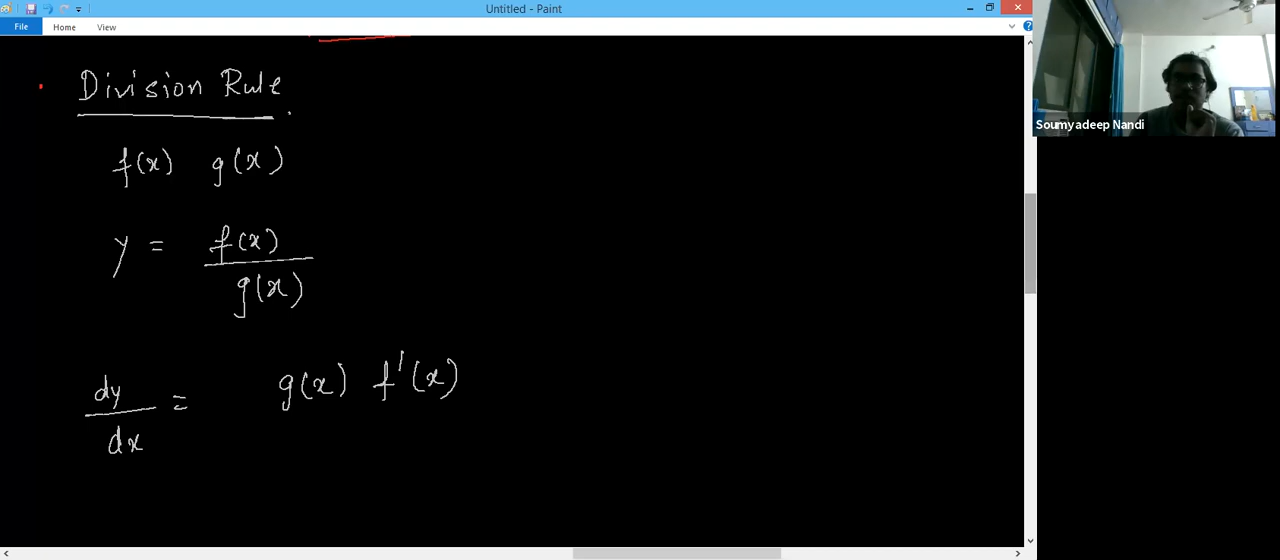 Untitled - Paint
File Home View
Soumyadeep Nandi
Division Rule.
f(x) g(x)
y = f(x)
g(x)
dy = g(x) f'(x)
dx